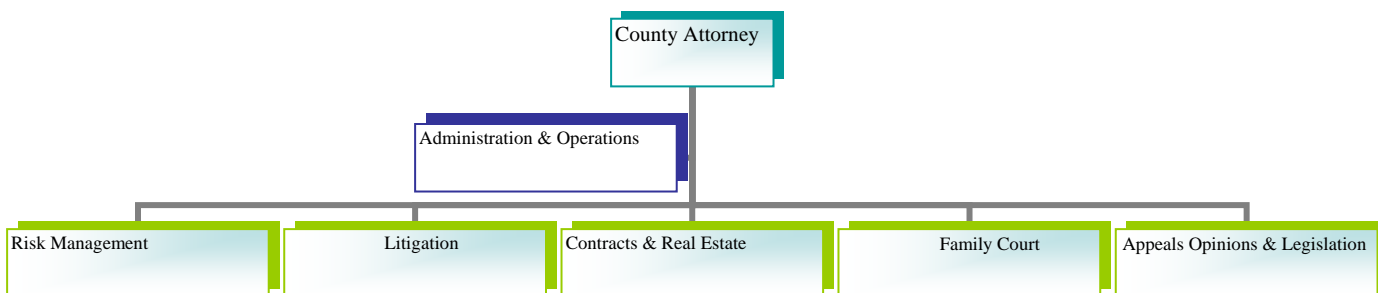 County Attorney
Administration & Operations
Risk Management
Litigation
Contracts & Real Estate
Family Court
Appeals Opinions & Legislation